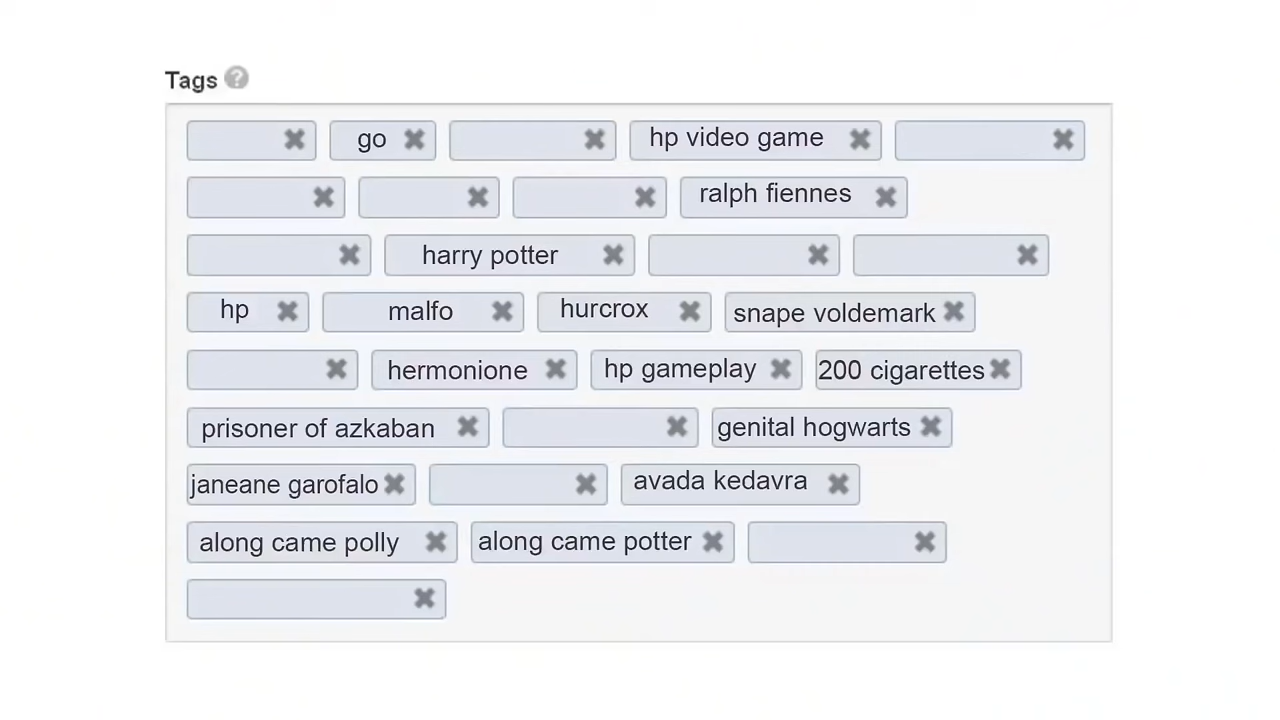 Tags ?
go hp video game
ralph fiennes
harry potter
hp malfo hurcrox snape voldemark
hermonione hp gameplay 200 cigarettes
prisoner of azkaban genital hogwarts
janeane garofalo avada kedavra
along came polly along came potter